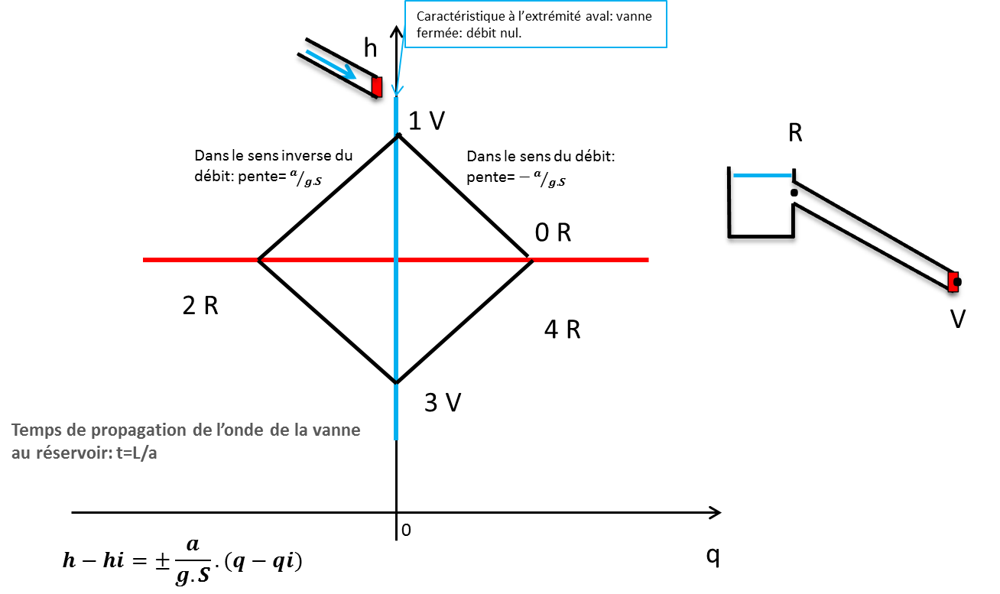 Caractéristique à l’extrémité aval: vanne
fermée: débit nul.
h
1 V
R
Dans le sens inverse du
débit: pente= a/g.S
Dans le sens du débit:
pente= − a/g.S
0 R
2 R
4 R
V
3 V
Temps de propagation de l’onde de la vanne
au réservoir: t=L/a
0
h − hi = ± a/g.S .(q − qi)
q